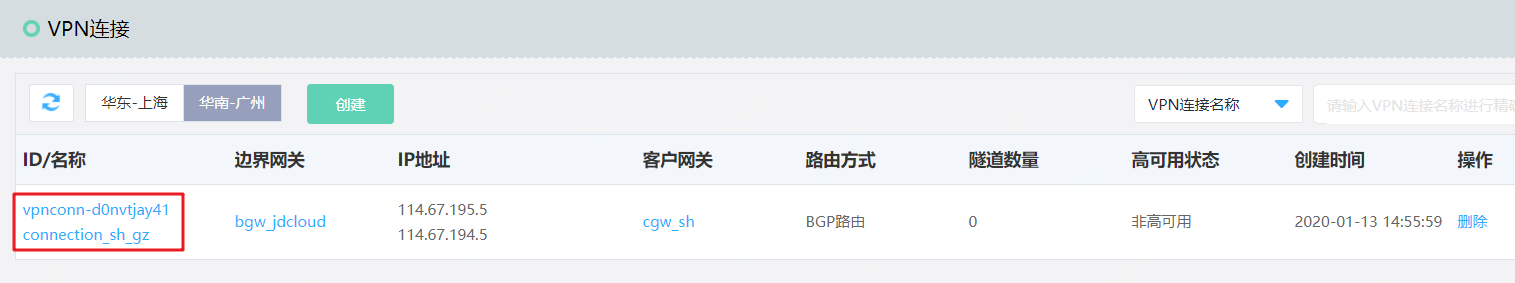 VPN连接
华东-上海 华南-广州 创建 VPN连接名称 请输入VPN连接名称进行精
ID/名称 边界网关 IP地址 客户网关 路由方式 隧道数量 高可用状态 创建时间 操作
vpnconn-d0nvtjay41
connection_sh_gz
bgw_jdcloud
114.67.195.5
114.67.194.5
cgw_sh BGP路由 0 非高可用 2020-01-13 14:55:59 删除